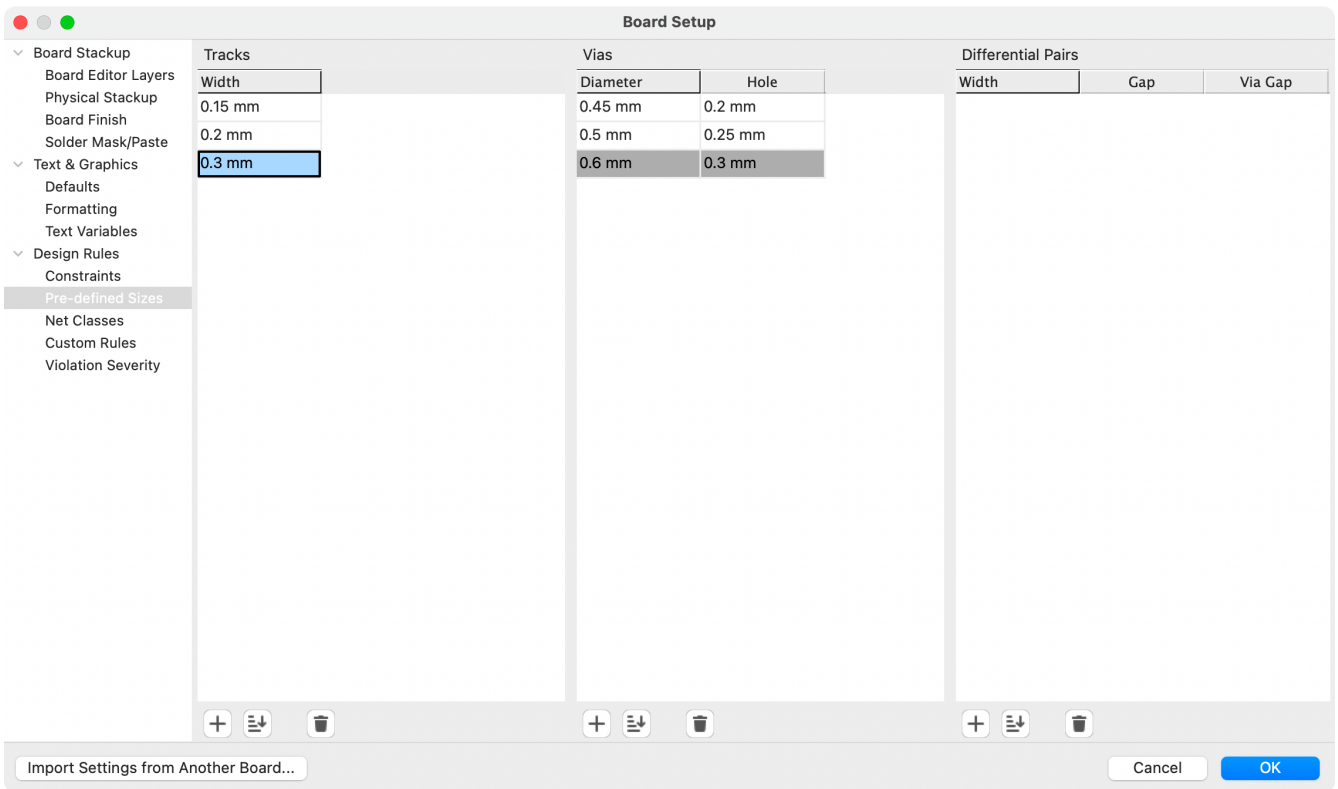 Board Setup
Board Stackup
Board Editor Layers
Physical Stackup
Board Finish
Solder Mask/Paste
Text & Graphics
Defaults
Formatting
Text Variables
Design Rules
Constraints
Pre-defined Sizes
Net Classes
Custom Rules
Violation Severity
Tracks
Width
0.15 mm
0.2 mm
0.3 mm
Vias
Diameter Hole
0.45 mm 0.2 mm
0.5 mm 0.25 mm
0.6 mm 0.3 mm
Differential Pairs
Width Gap Via Gap
Import Settings from Another Board...
Cancel
OK